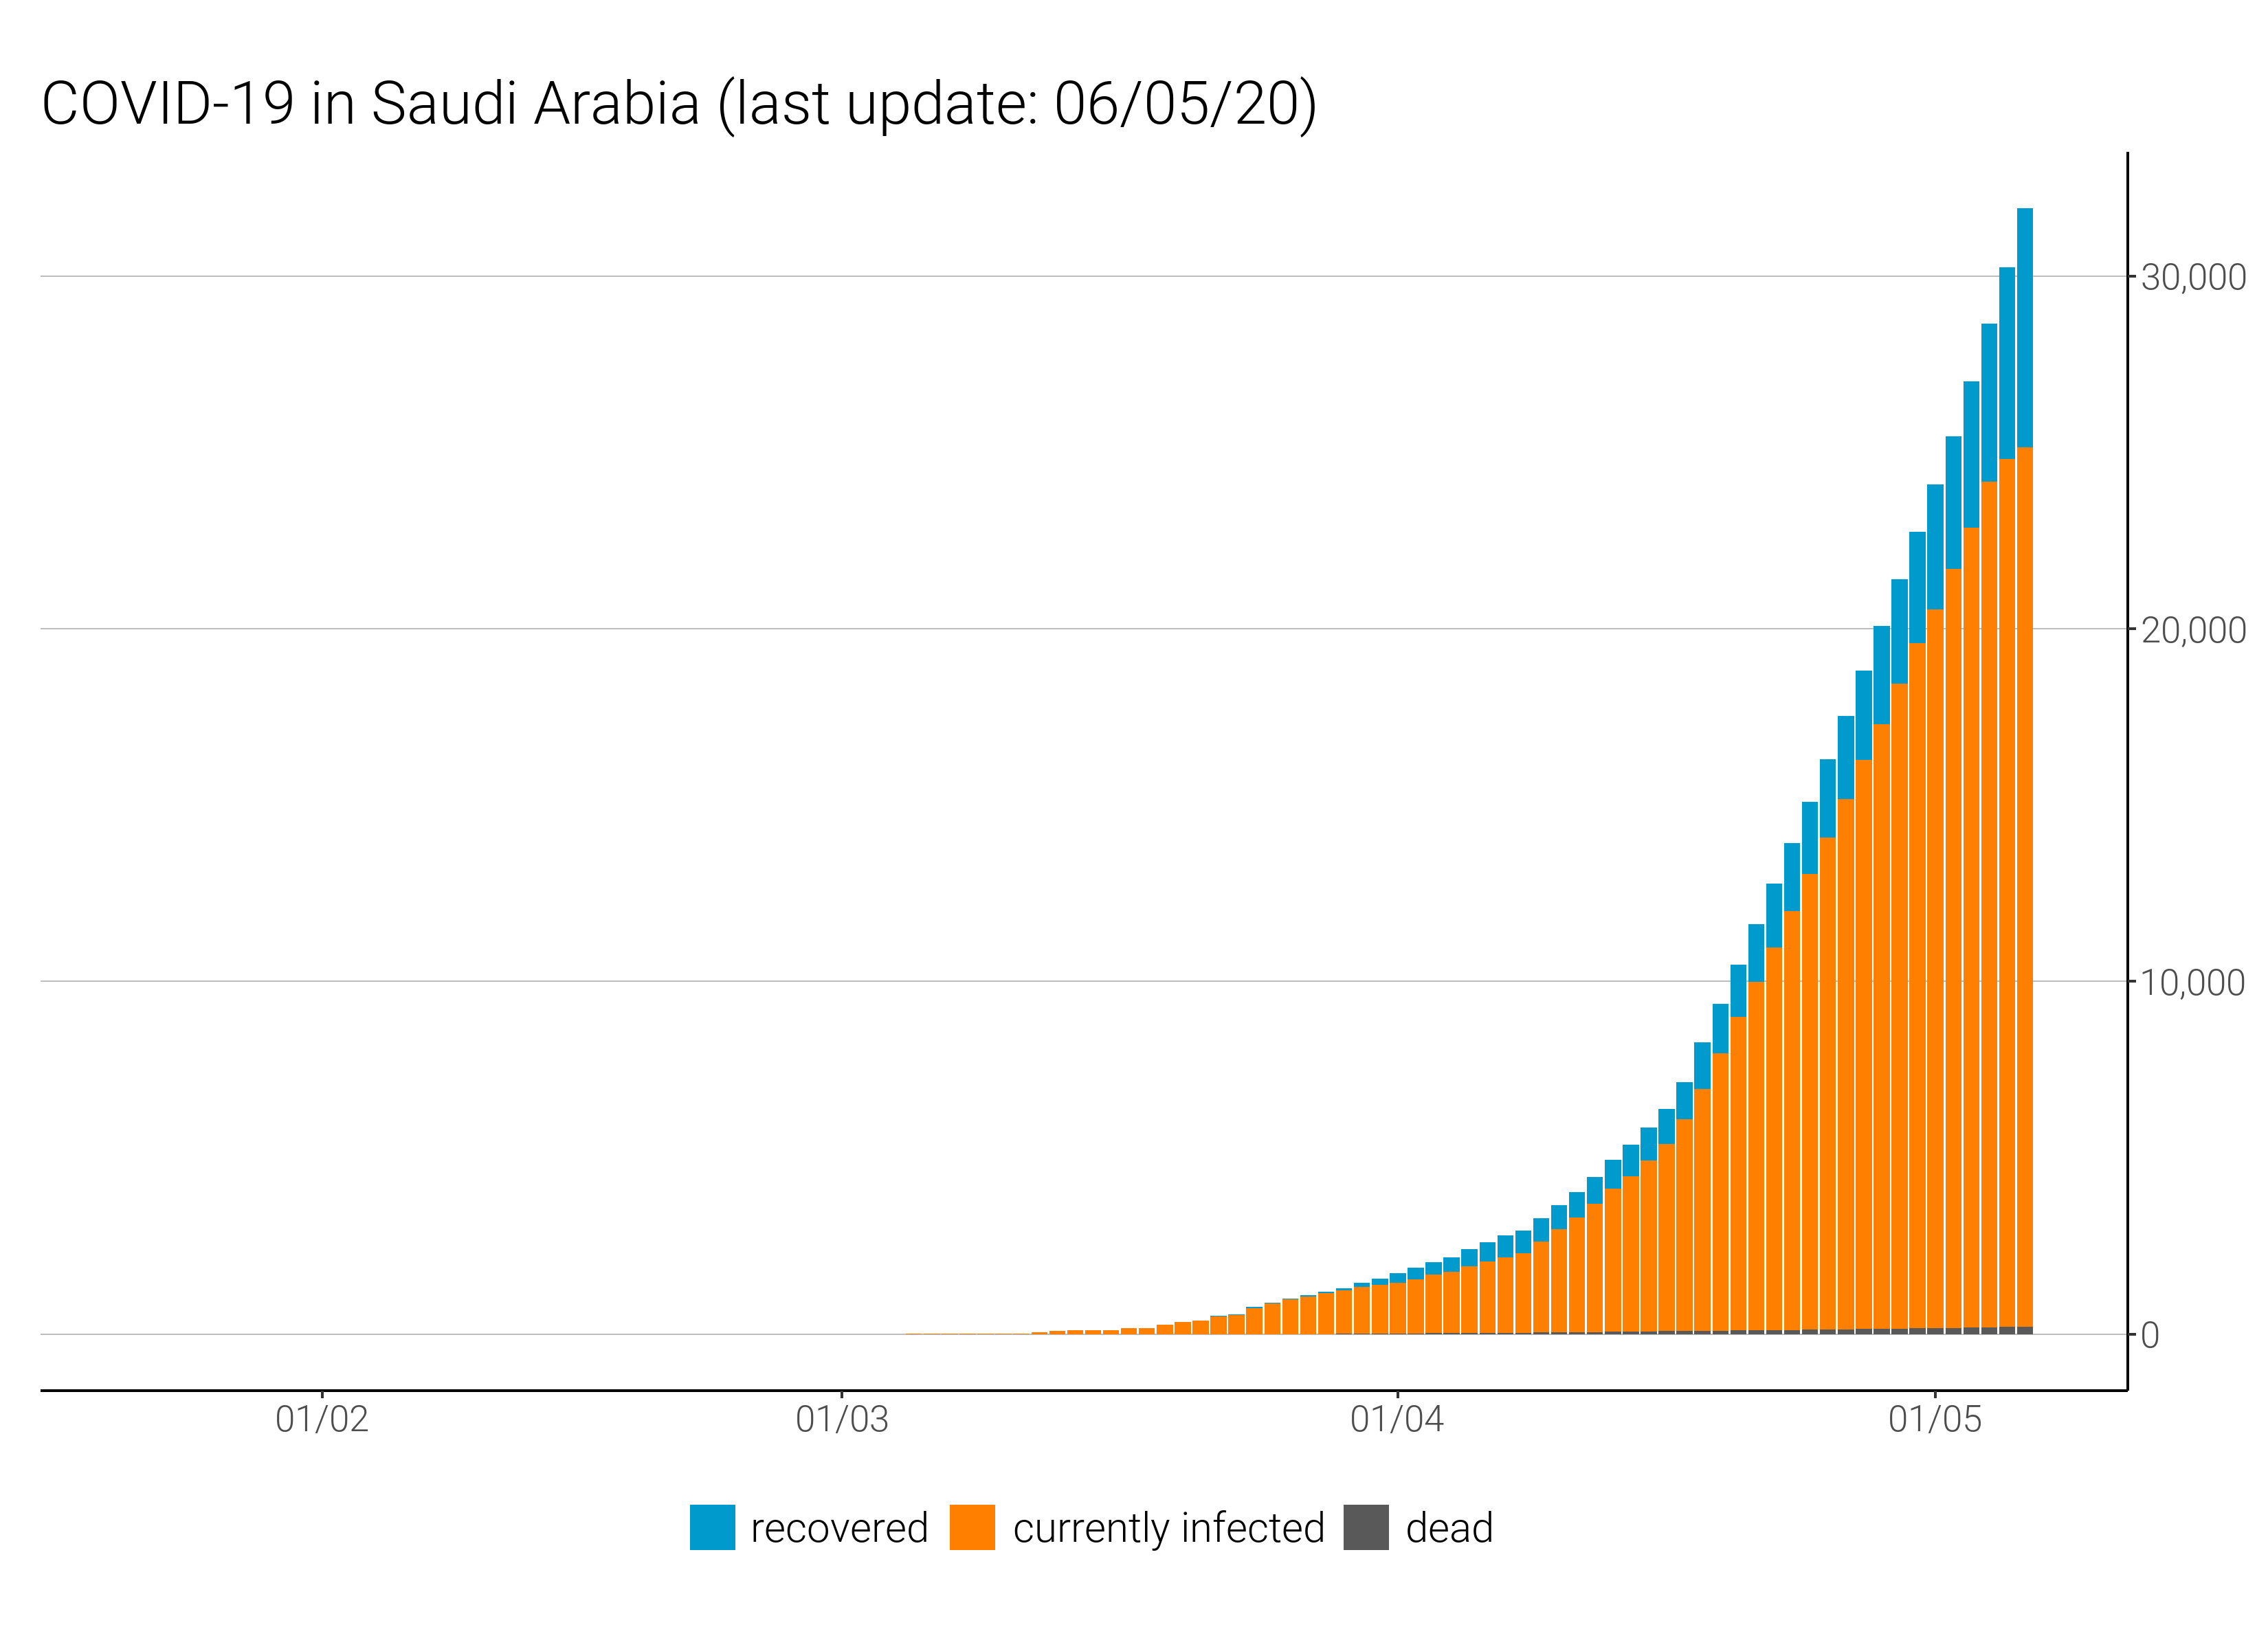 COVID-19 in Saudi Arabia (last update: 06/05/20)
30,000
20,000
10,000
0
01/02 01/03 01/04 01/05
recovered currently infected dead